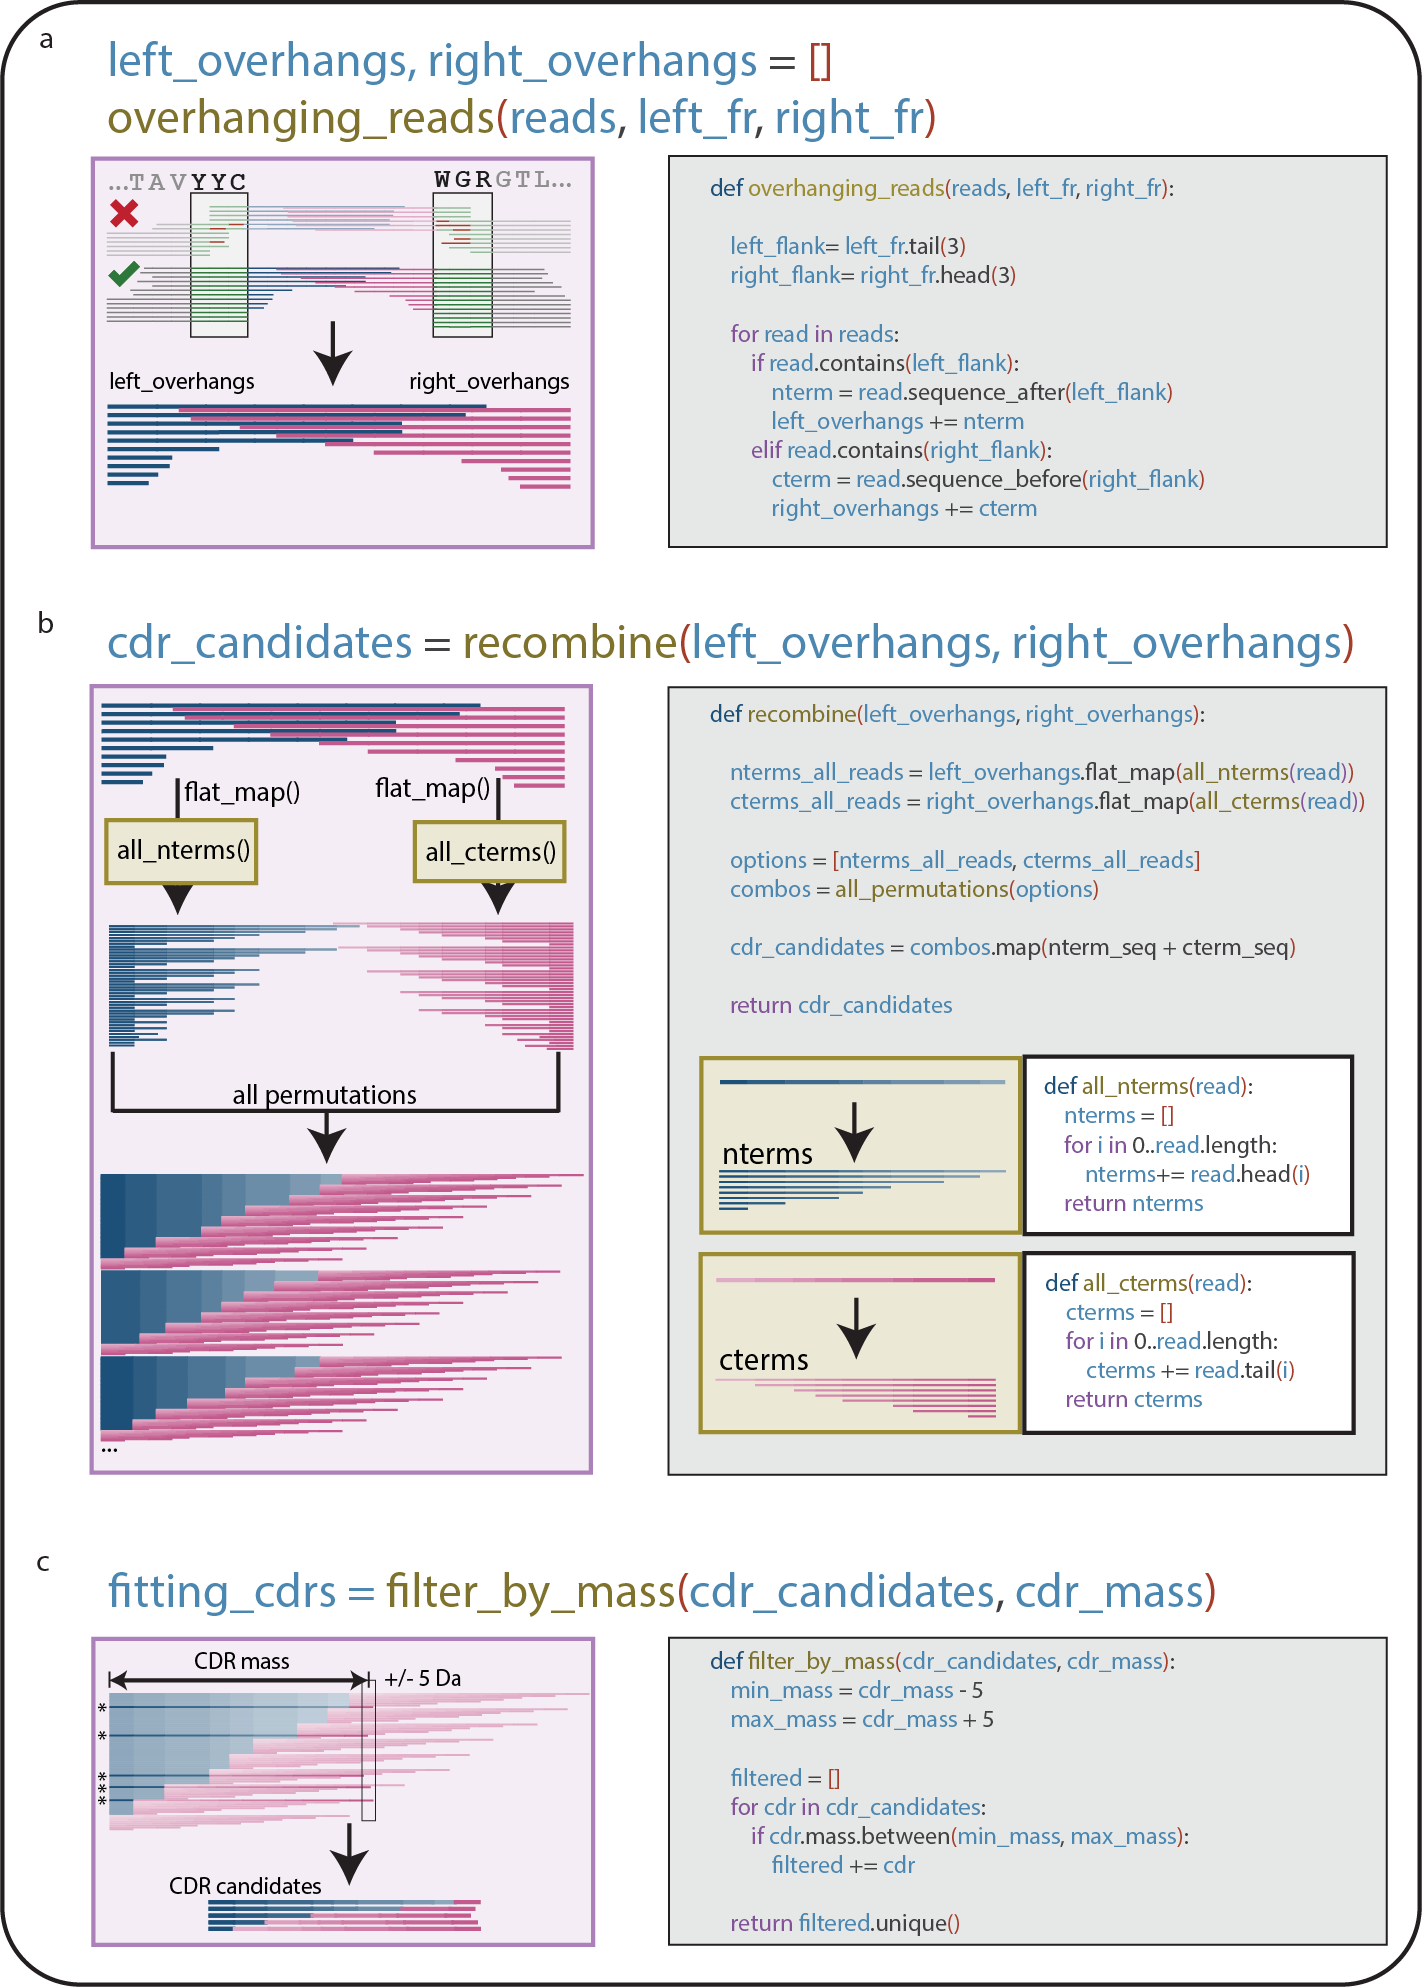 a
left_overhangs, right_overhangs = []
overhanging_reads(reads, left_fr, right_fr)
...TAVYYC
WGRGTL...
left_overhangs
right_overhangs
def overhanging_reads(reads, left_fr, right_fr):
left_flank= left_fr.tail(3)
right_flank= right_fr.head(3)
for read in reads:
if read.contains(left_flank):
nterm = read.sequence_after(left_flank)
left_overhangs += nterm
elif read.contains(right_flank):
cterm = read.sequence_before(right_flank)
right_overhangs += cterm
b
cdr_candidates = recombine(left_overhangs, right_overhangs)
flat_map()
flat_map()
all_nterms()
all_cterms()
all permutations
...
def recombine(left_overhangs, right_overhangs):
nterms_all_reads = left_overhangs.flat_map(all_nterms(read))
cterms_all_reads = right_overhangs.flat_map(all_cterms(read))
options = [nterms_all_reads, cterms_all_reads]
combos = all_permutations(options)
cdr_candidates = combos.map(nterm_seq + cterm_seq)
return cdr_candidates
nterms
def all_nterms(read):
nterms = []
for i in 0..read.length:
nterms+= read.head(i)
return nterms
cterms
def all_cterms(read):
cterms = []
for i in 0..read.length:
cterms += read.tail(i)
return cterms
c
fitting_cdrs = filter_by_mass(cdr_candidates, cdr_mass)
CDR mass
+/- 5 Da
*
*
*
*
*
CDR candidates
def filter_by_mass(cdr_candidates, cdr_mass):
min_mass = cdr_mass - 5
max_mass = cdr_mass + 5
filtered = []
for cdr in cdr_candidates:
if cdr.mass.between(min_mass, max_mass):
filtered += cdr
return filtered.unique()